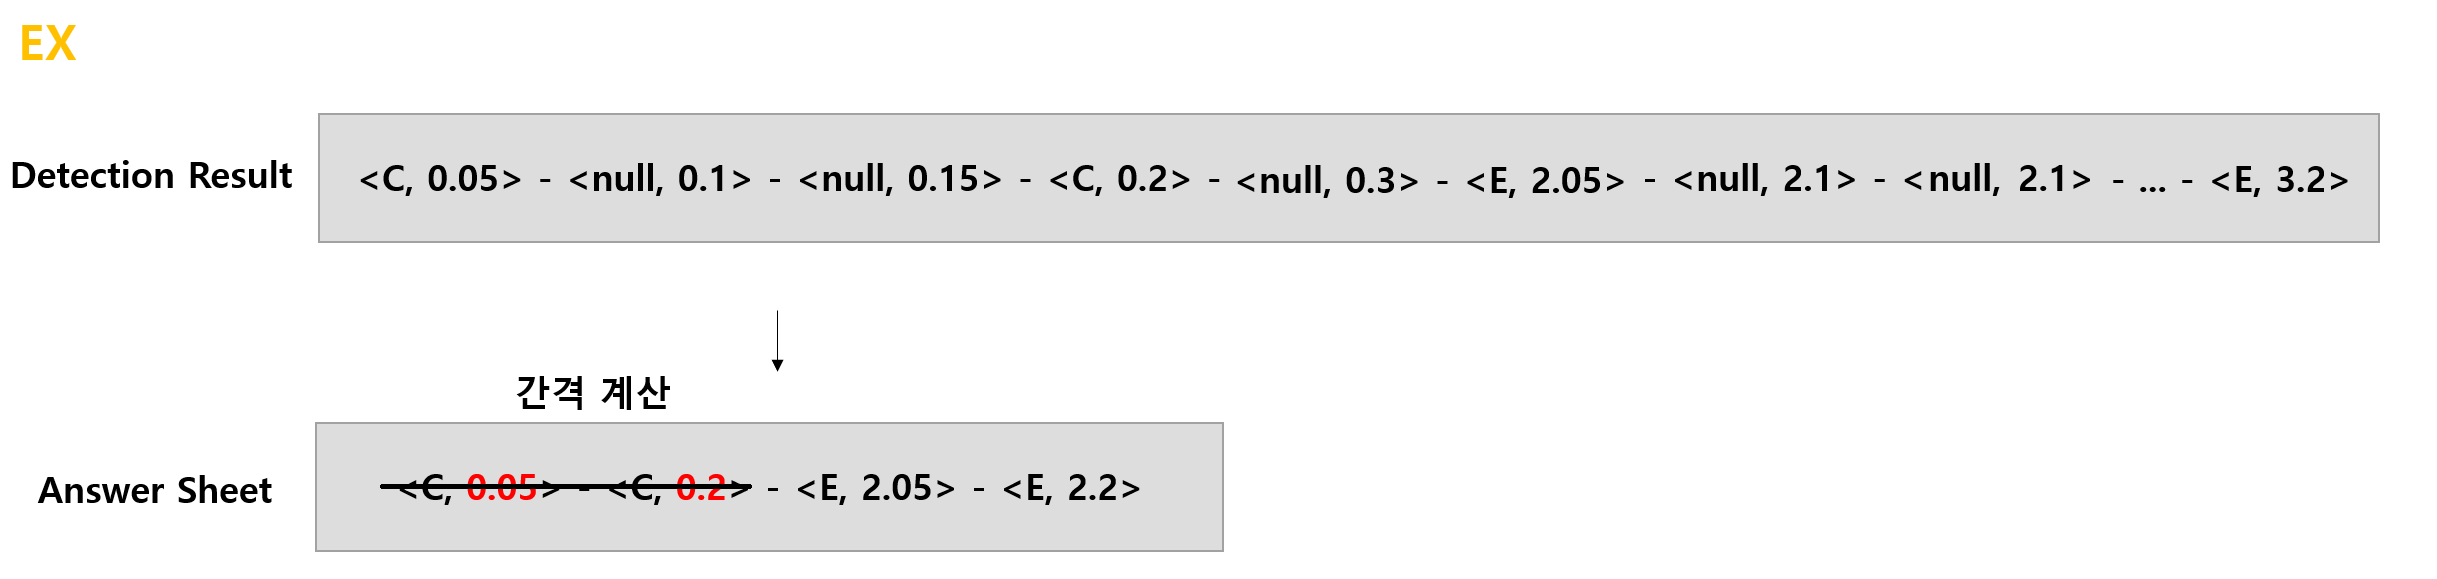 EX
Detection Result
<C, 0.05> - <null, 0.1> - <null, 0.15> - <C, 0.2> - <null, 0.3> - <E, 2.05> - <null, 2.1> - <null, 2.1> - ... - <E, 3.2>
간격 계산
Answer Sheet
<C, 0.05> - <C, 0.2> - <E, 2.05> - <E, 2.2>